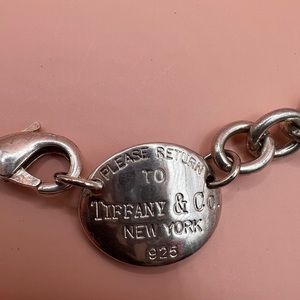 PLEASE RETURN
TO
TIFFANY & Co.
NEW YORK
925